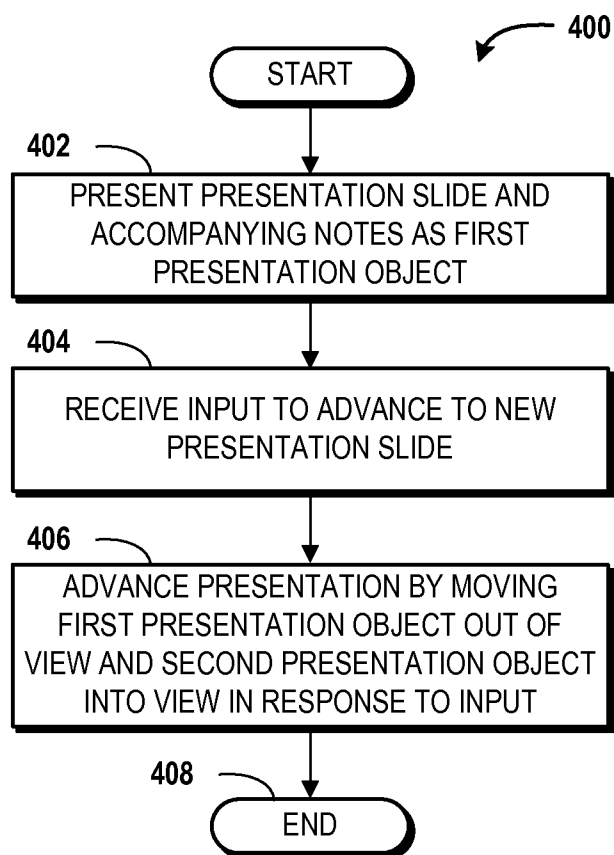 400
START
402
PRESENT PRESENTATION SLIDE AND
ACCOMPANYING NOTES AS FIRST
PRESENTATION OBJECT
404
RECEIVE INPUT TO ADVANCE TO NEW
PRESENTATION SLIDE
406
ADVANCE PRESENTATION BY MOVING
FIRST PRESENTATION OBJECT OUT OF
VIEW AND SECOND PRESENTATION OBJECT
INTO VIEW IN RESPONSE TO INPUT
408
END